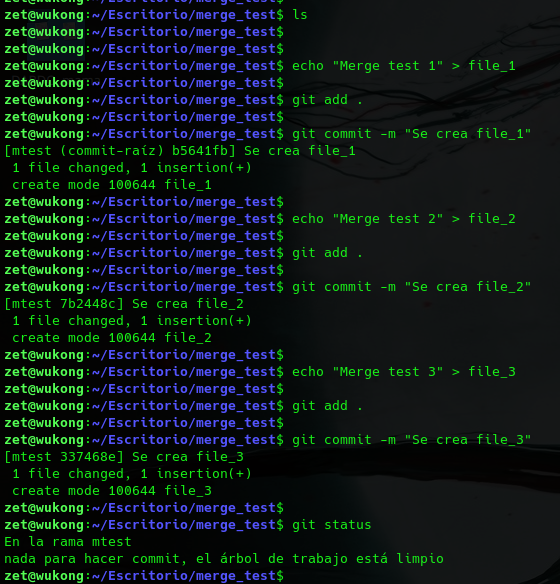 zet@wukong:~/Escritorio/merge_test$
zet@wukong:~/Escritorio/merge_test$ ls
zet@wukong:~/Escritorio/merge_test$
zet@wukong:~/Escritorio/merge_test$
zet@wukong:~/Escritorio/merge_test$ echo "Merge test 1" > file_1
zet@wukong:~/Escritorio/merge_test$
zet@wukong:~/Escritorio/merge_test$ git add .
zet@wukong:~/Escritorio/merge_test$
zet@wukong:~/Escritorio/merge_test$ git commit -m "Se crea file_1"
[mtest (commit-raíz) b5641fb] Se crea file_1
 1 file changed, 1 insertion(+)
 create mode 100644 file_1
zet@wukong:~/Escritorio/merge_test$
zet@wukong:~/Escritorio/merge_test$ echo "Merge test 2" > file_2
zet@wukong:~/Escritorio/merge_test$
zet@wukong:~/Escritorio/merge_test$ git add .
zet@wukong:~/Escritorio/merge_test$
zet@wukong:~/Escritorio/merge_test$ git commit -m "Se crea file_2"
[mtest 7b2448c] Se crea file_2
 1 file changed, 1 insertion(+)
 create mode 100644 file_2
zet@wukong:~/Escritorio/merge_test$
zet@wukong:~/Escritorio/merge_test$ echo "Merge test 3" > file_3
zet@wukong:~/Escritorio/merge_test$
zet@wukong:~/Escritorio/merge_test$ git add .
zet@wukong:~/Escritorio/merge_test$
zet@wukong:~/Escritorio/merge_test$ git commit -m "Se crea file_3"
[mtest 337468e] Se crea file_3
 1 file changed, 1 insertion(+)
 create mode 100644 file_3
zet@wukong:~/Escritorio/merge_test$
zet@wukong:~/Escritorio/merge_test$ git status
En la rama mtest
nada para hacer commit, el árbol de trabajo está limpio
zet@wukong:~/Escritorio/merge_test$